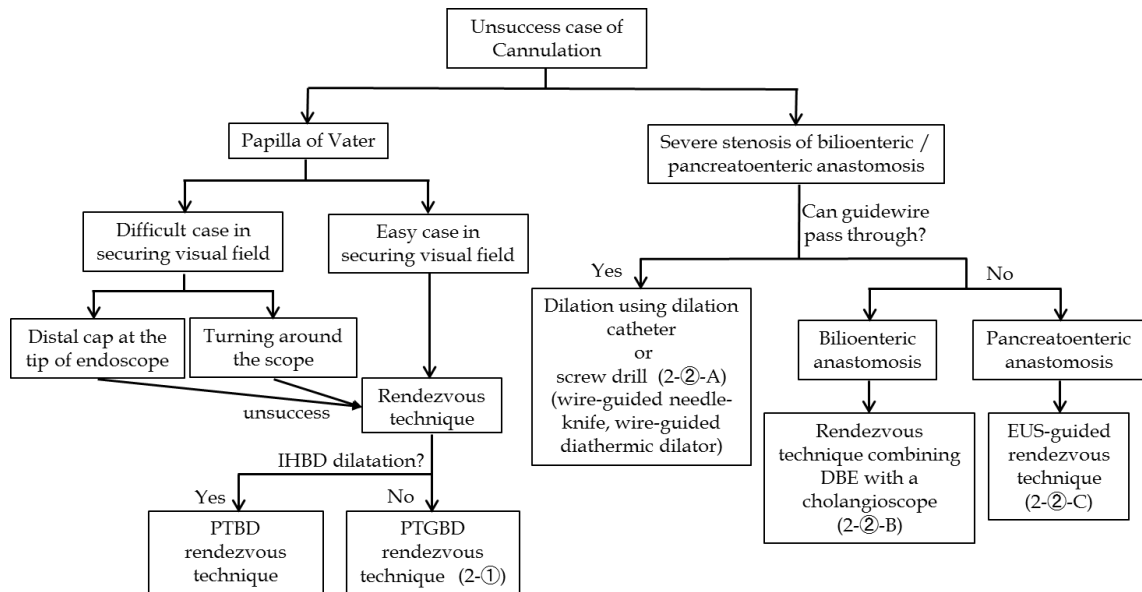 Unsuccess case of
Cannulation
Papilla of Vater
Severe stenosis of bilioenteric /
pancreatoenteric anastomosis
Difficult case in
securing visual field
Easy case in
securing visual field
Can guidewire
pass through?
Yes
No
Distal cap at the
tip of endoscope
Turning around
the scope
unsuccess
Rendezvous
technique
Dilation using dilation
catheter
or
screw drill (2-②-A)
(wire-guided needle-
knife, wire-guided
diathermic dilator)
Bilioenteric
anastomosis
Pancreatoenteric
anastomosis
IHBD dilatation?
Yes
No
PTBD
rendezvous
technique
PTGBD
rendezvous
technique (2-①)
Rendezvous
technique combining
DBE with a
cholangioscope
(2-②-B)
EUS-guided
rendezvous
technique
(2-②-C)